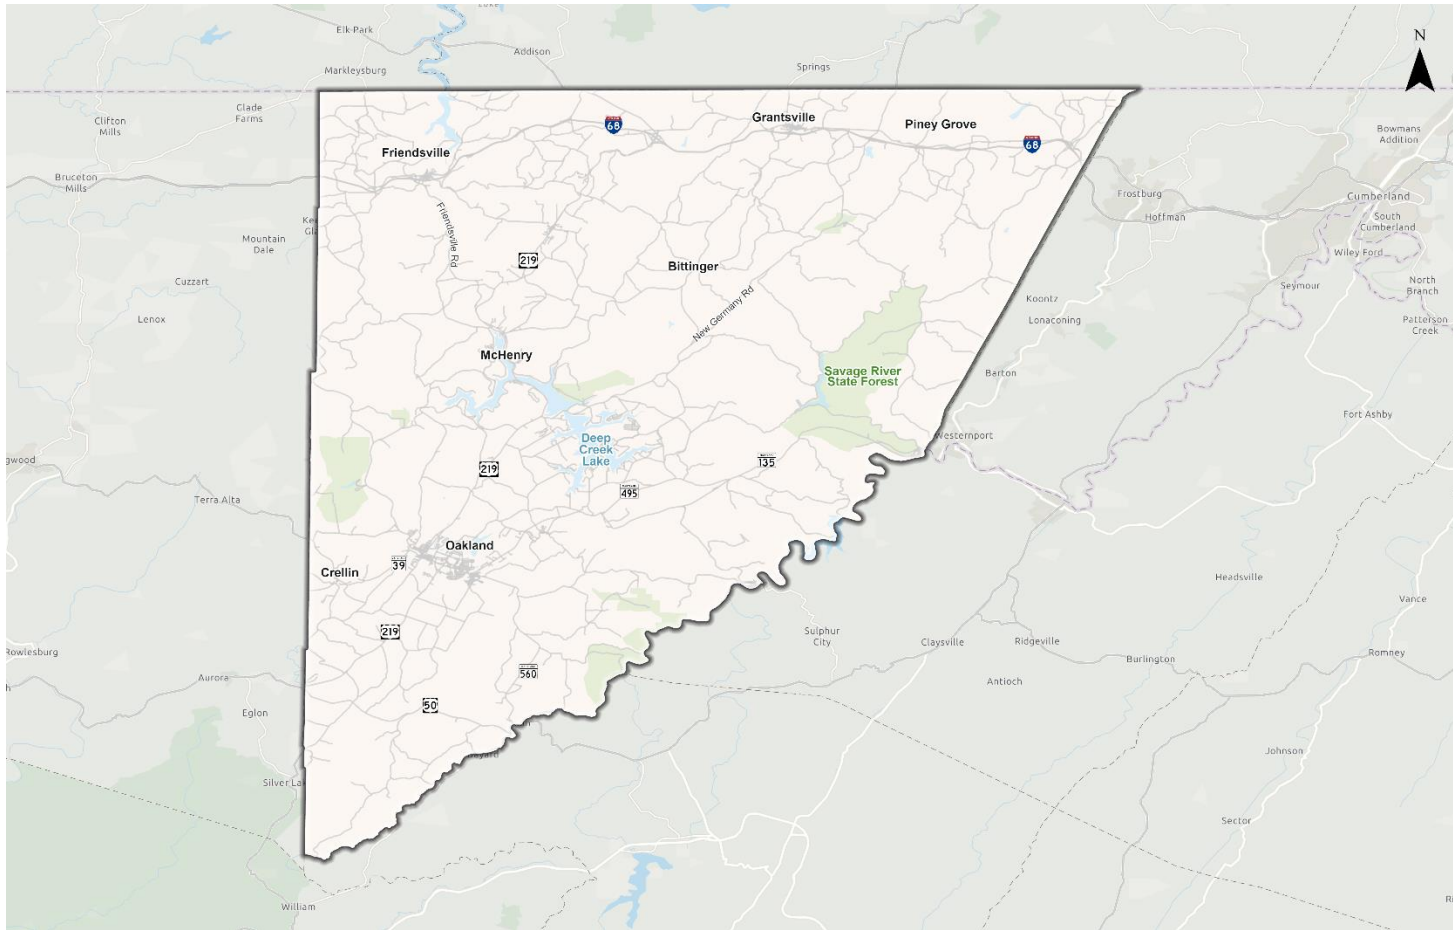 Elk Park
Addison
Springs
N
Markleysburg
Clade
Farms
Clifton
Mills
Grantsville
68
Piney Grove
68
Bowmans
Addition
Friendsville
Bruceton
Mills
Frostburg
Cumberland
Hoffman
South
Cumberland
Friendsville Rd
Mountain
Dale
219
Bittinger
Wiley Ford
Cuzzart
Seymour
North
Branch
Koontz
New Germany Rd
Lenox
Lonaconing
Patterson
Creek
McHenry
Savage River
State Forest
Barton
Fort Ashby
Deep
Creek
Lake
Westernport
gwood
219
135
495
Terra Alta
Oakland
39
Crellin
Headsville
Vance
219
Sulphur
City
Claysville
Ridgeville
Rowlesburg
Romney
Burlington
560
Aurora
Antioch
50
Eglon
Johnson
Silver La
Sector
William